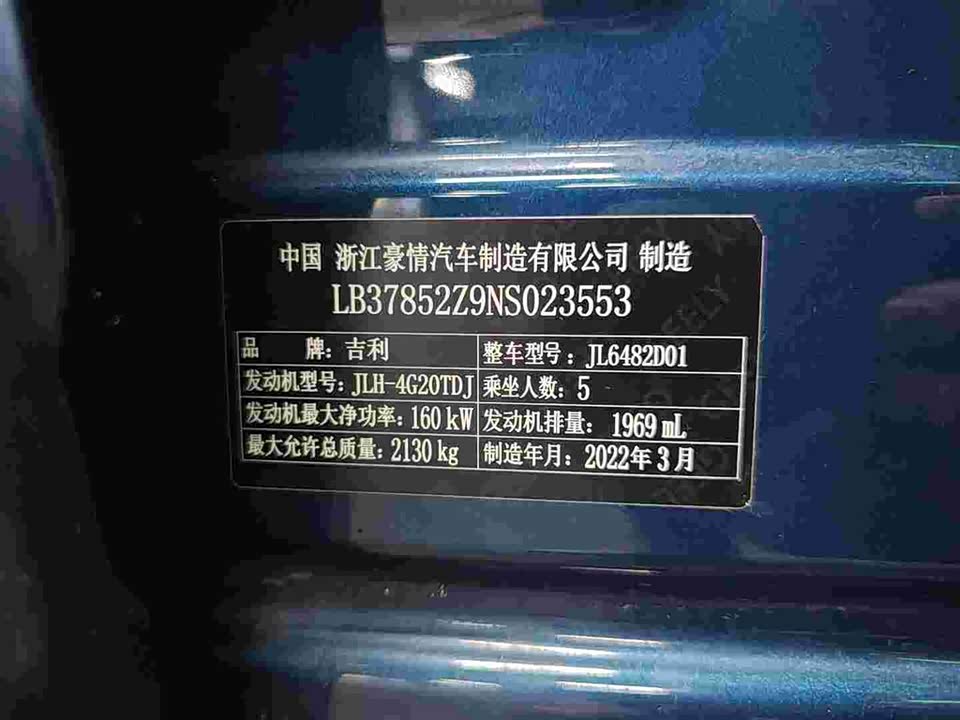 中国 浙江豪情汽车制造有限公司 制造
LB37852Z9NS023553
品 牌：吉利 整车型号：JL6482D01
发动机型号：JLH-4G20TDJ 乘坐人数：5
发动机最大净功率：160 kW 发动机排量：1969 mL
最大允许总质量：2130 kg 制造年月：2022年3月